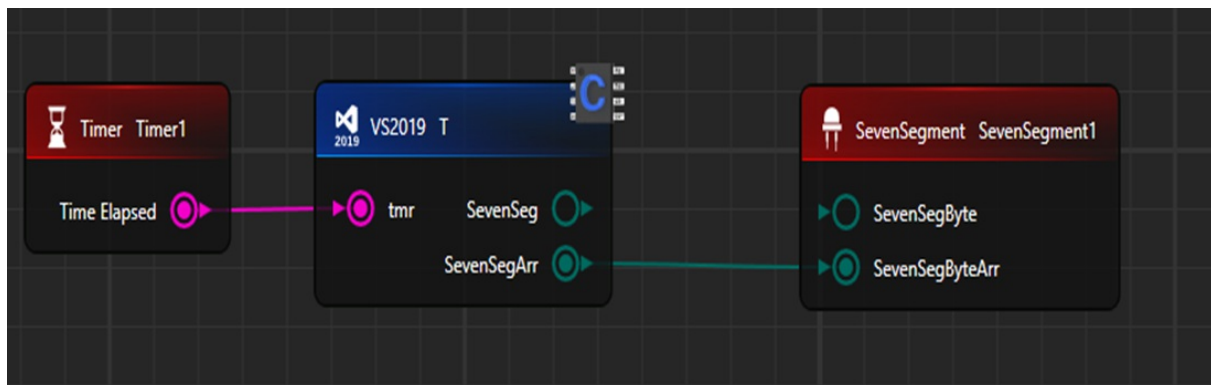 Timer Timer1
Time Elapsed
2019
VS2019 T
C
tmr
SevenSeg
SevenSegArr
SevenSegment SevenSegment1
SevenSegByte
SevenSegByteArr